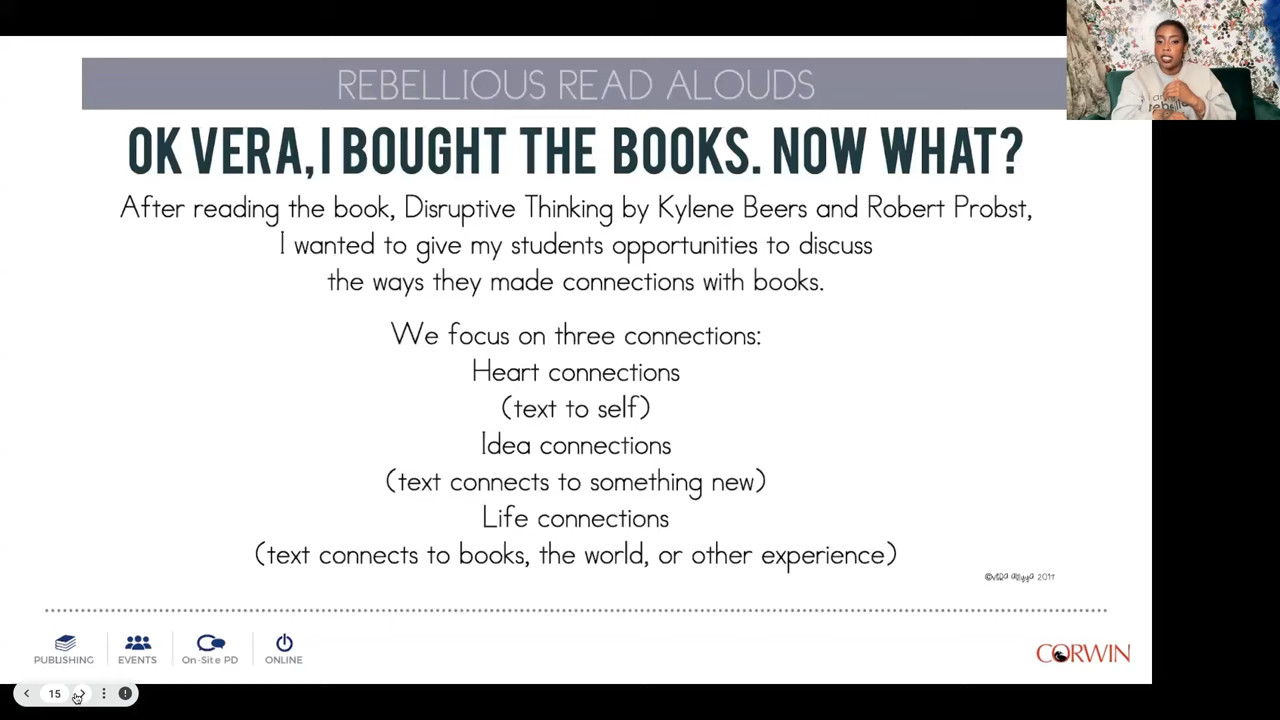 REBELLIOUS READ ALOUDS
OK VERA, I BOUGHT THE BOOKS. NOW WHAT?
After reading the book, Disruptive Thinking by Kylene Beers and Robert Probst,
I wanted to give my students opportunities to discuss
the ways they made connections with books.
We focus on three connections:
Heart connections
(text to self)
Idea connections
(text connects to something new)
Life connections
(text connects to books, the world, or other experience)
PUBLISHING
EVENTS
On-Site PD
ONLINE
CORWIN
15